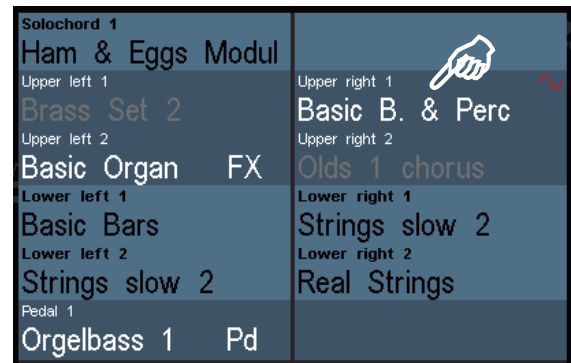 Solochord 1
Ham & Eggs Modul
Upper left 1
Brass Set 2
Upper right 1
Basic B. & Perc
Upper left 2
Basic Organ FX
Upper right 2
Olds 1 chorus
Lower left 1
Basic Bars
Lower right 1
Strings slow 2
Lower left 2
Strings slow 2
Lower right 2
Real Strings
Pedal 1
Orgelbass 1 Pd